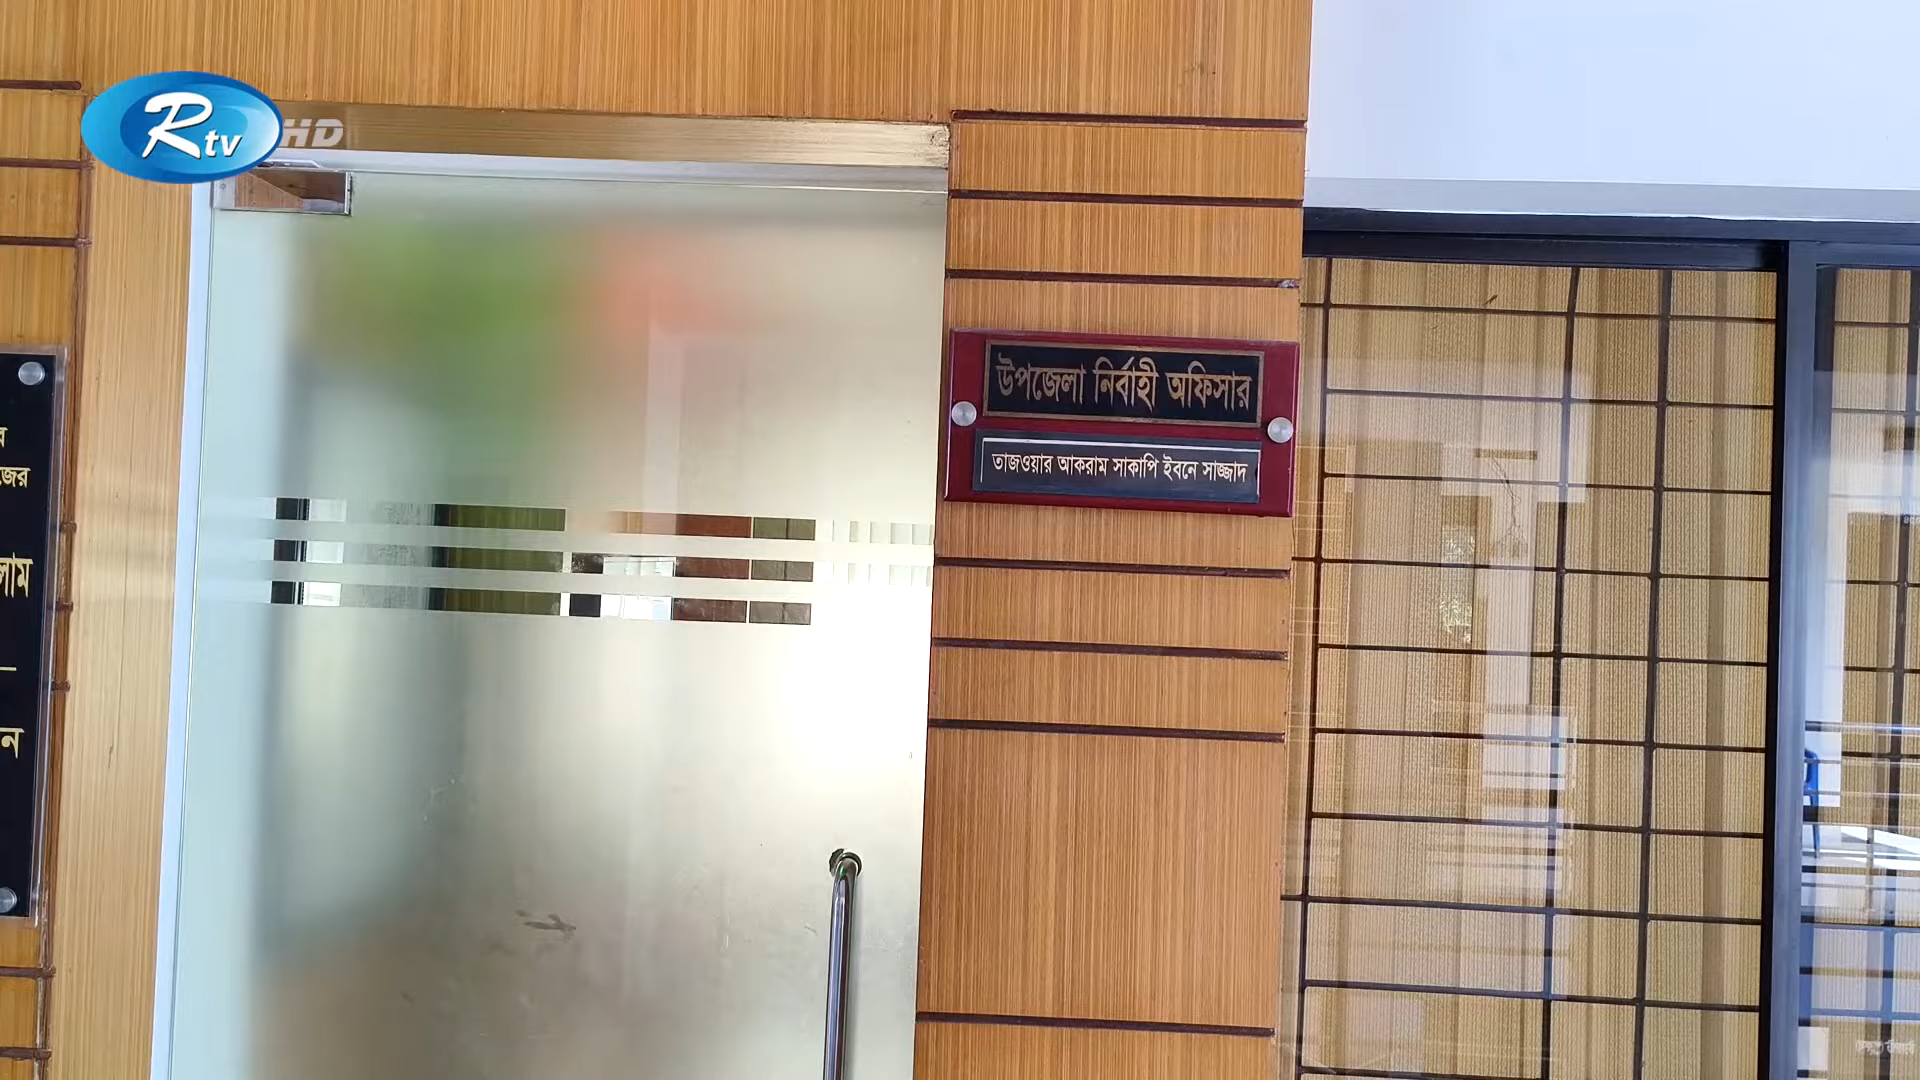 Rtv HD
উপজেলা নির্বাহী অফিসার
তাজওয়ার আকরাম সাকাপি ইবনে সাজ্জাদ